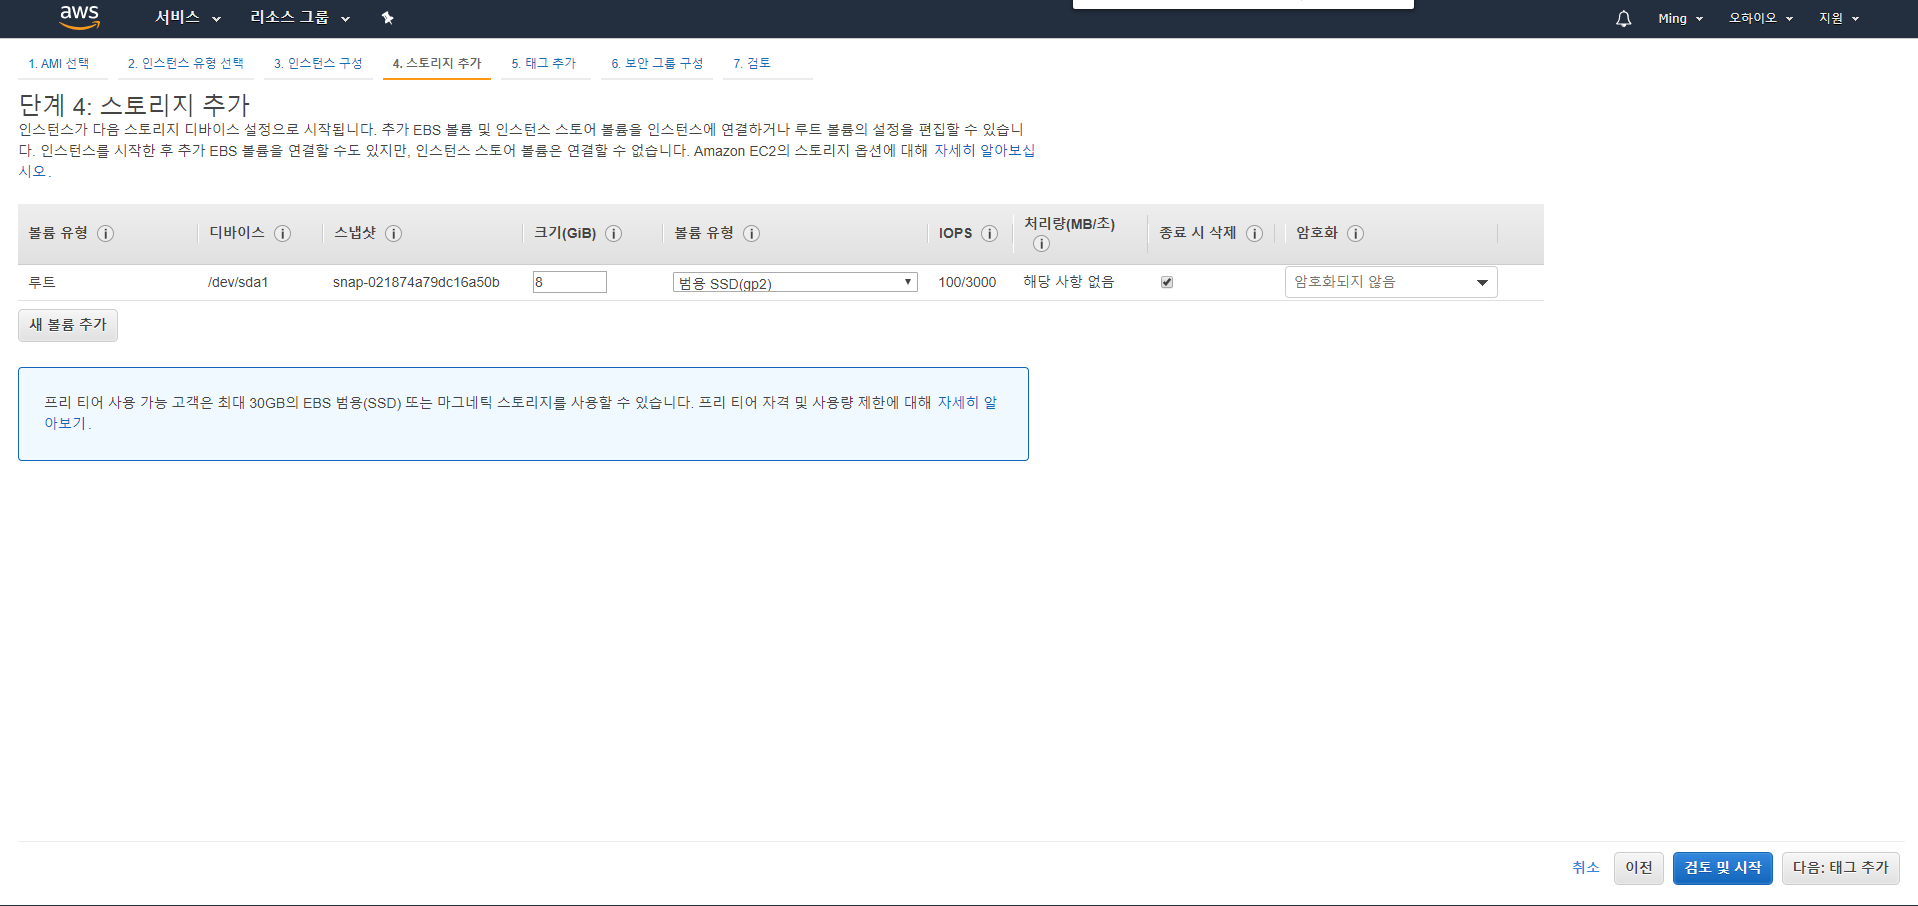 aws 서비스 리소스 그룹 Ming 오하이오 지원
1. AMI 선택 2. 인스턴스 유형 선택 3. 인스턴스 구성 4. 스토리지 추가 5. 태그 추가 6. 보안 그룹 구성 7. 검토
단계 4: 스토리지 추가
인스턴스가 다음 스토리지 디바이스 설정으로 시작됩니다. 추가 EBS 볼륨 및 인스턴스 스토어 볼륨을 인스턴스에 연결하거나 루트 볼륨의 설정을 편집할 수 있습니
다. 인스턴스를 시작한 후 추가 EBS 볼륨을 연결할 수도 있지만, 인스턴스 스토어 볼륨은 연결할 수 없습니다. Amazon EC2의 스토리지 옵션에 대해 자세히 알아보십
시오.
볼륨 유형 디바이스 스냅샷 크기(GiB) 볼륨 유형 IOPS 처리량(MB/초) 종료 시 삭제 암호화
루트 /dev/sda1 snap-021874a79dc16a50b 8 범용 SSD(gp2) 100/3000 해당 사항 없음 암호화되지 않음
새 볼륨 추가
프리 티어 사용 가능 고객은 최대 30GB의 EBS 범용(SSD) 또는 마그네틱 스토리지를 사용할 수 있습니다. 프리 티어 자격 및 사용량 제한에 대해 자세히 알
아보기.
취소 이전 검토 및 시작 다음: 태그 추가